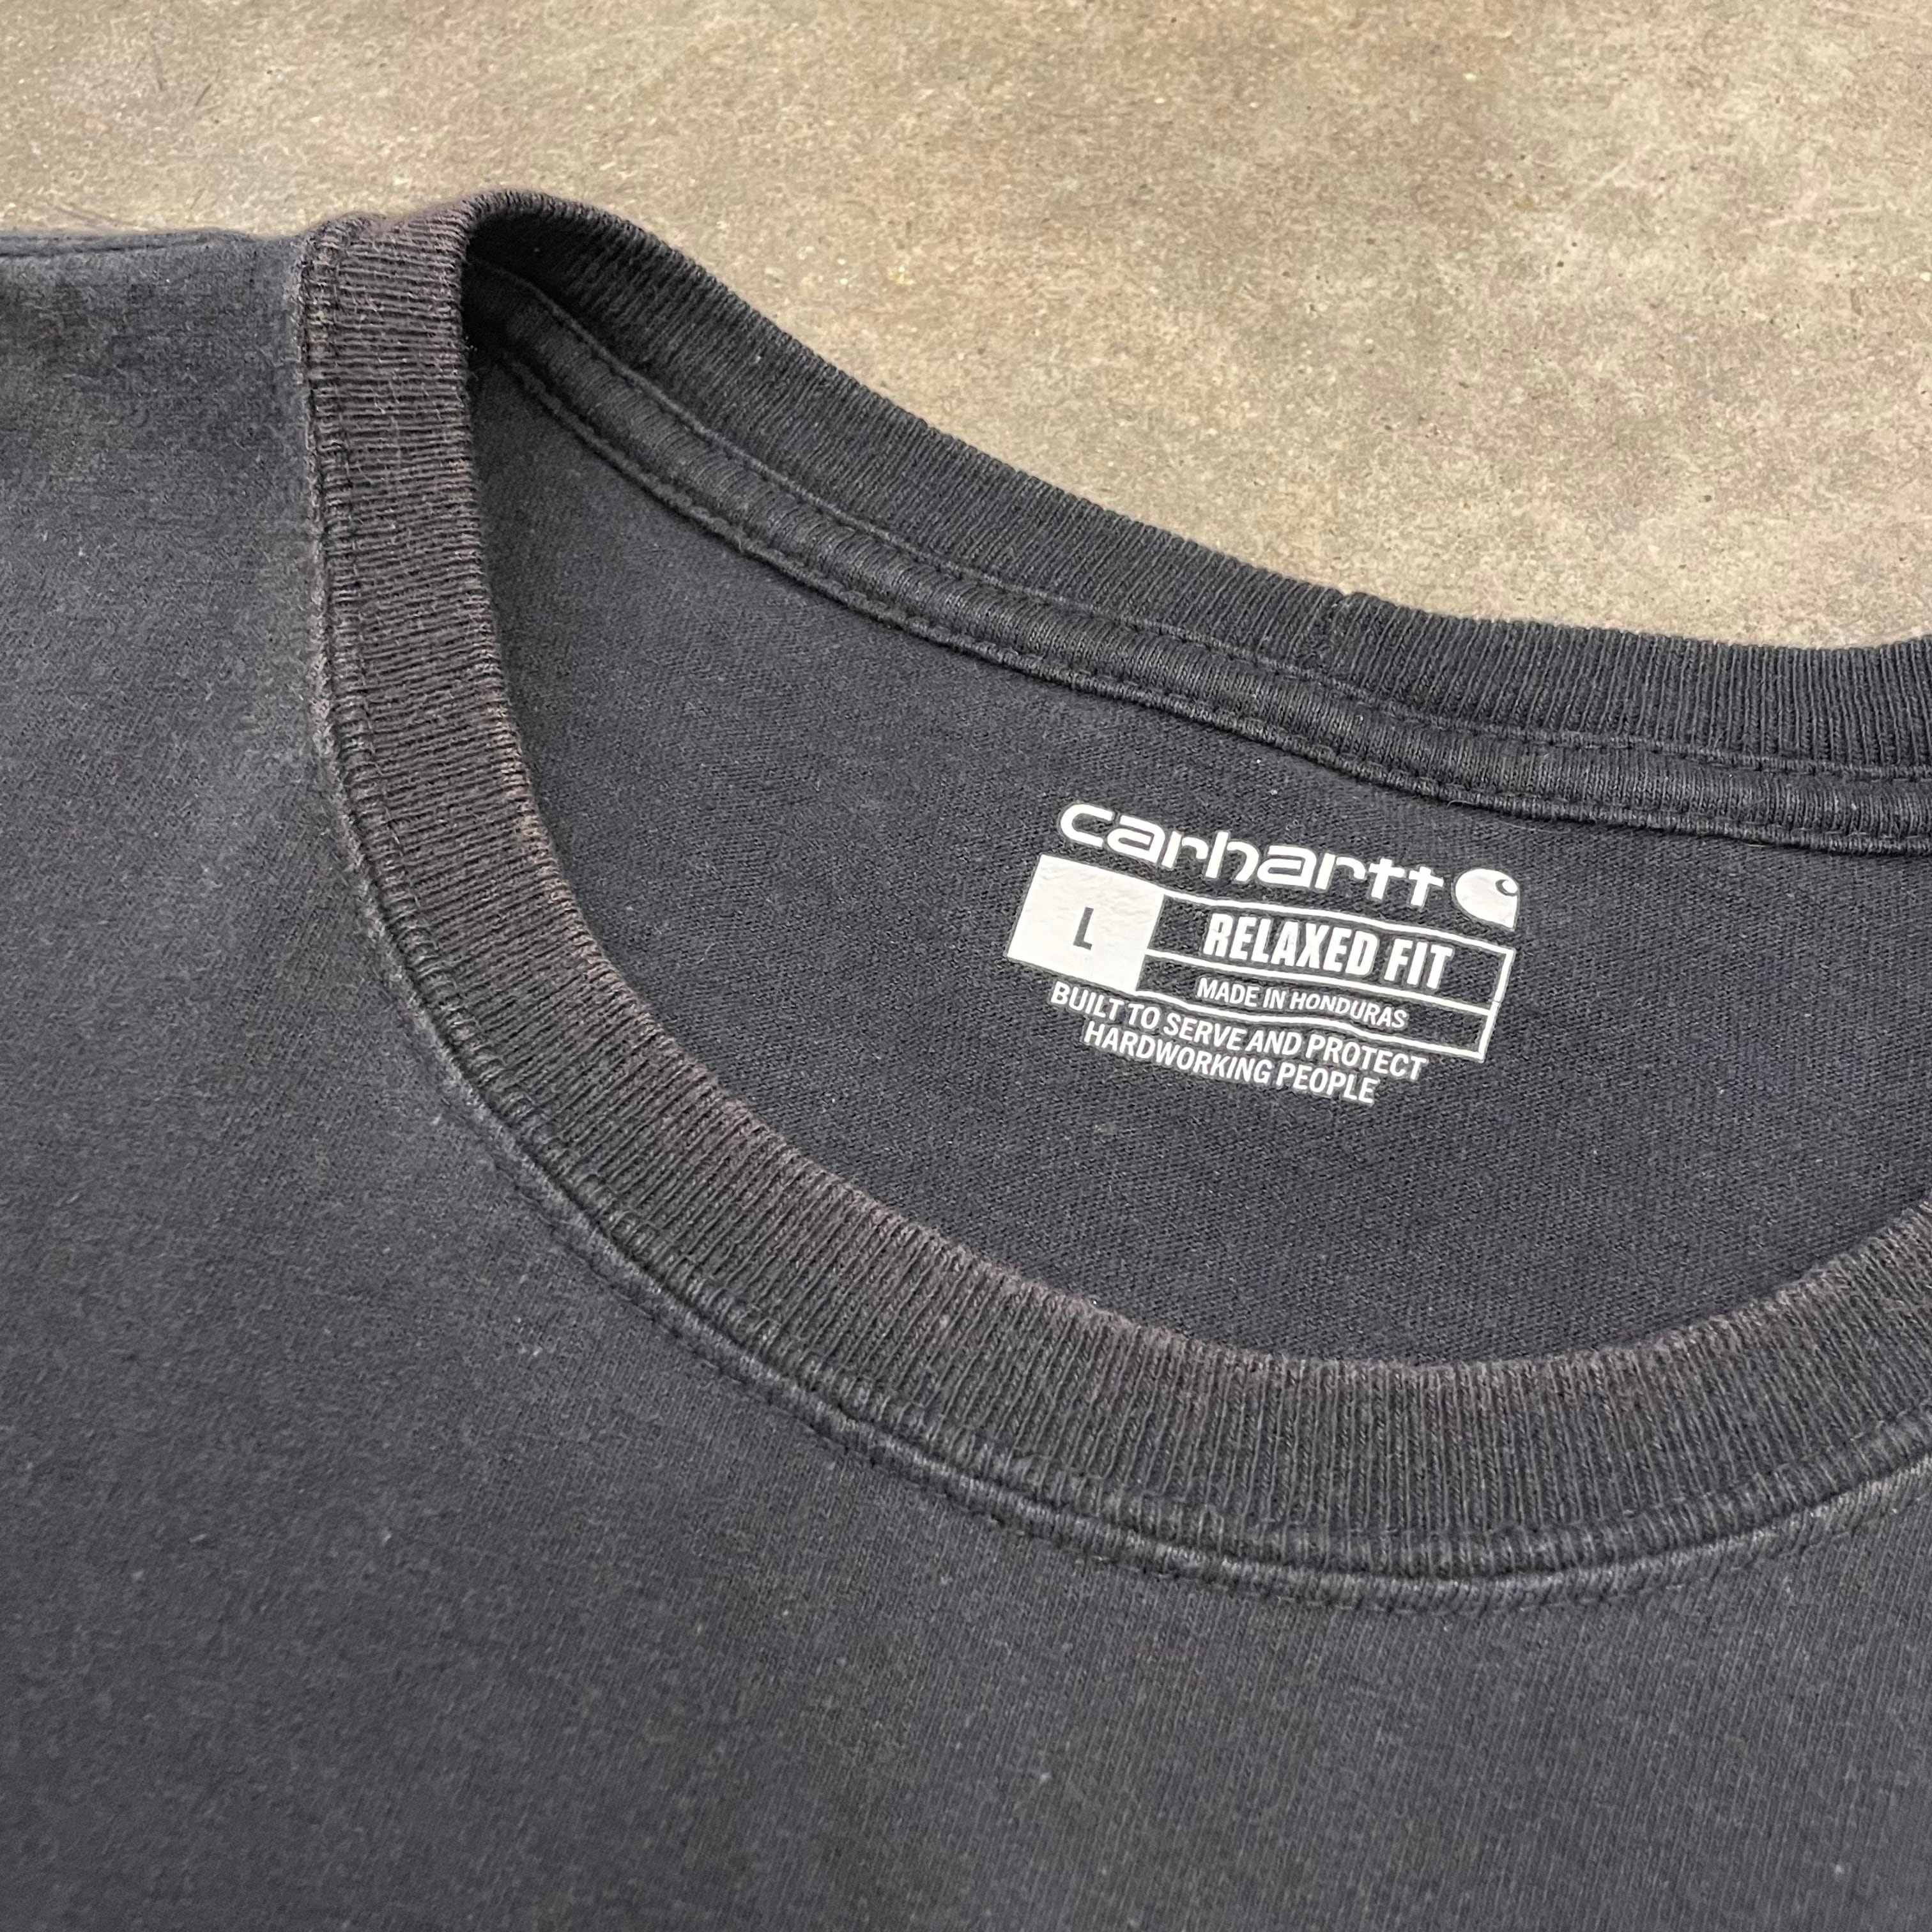 carhartt
L
RELAXED FIT
MADE IN HONDURAS
BUILT TO SERVE AND PROTECT
HARDWORKING PEOPLE